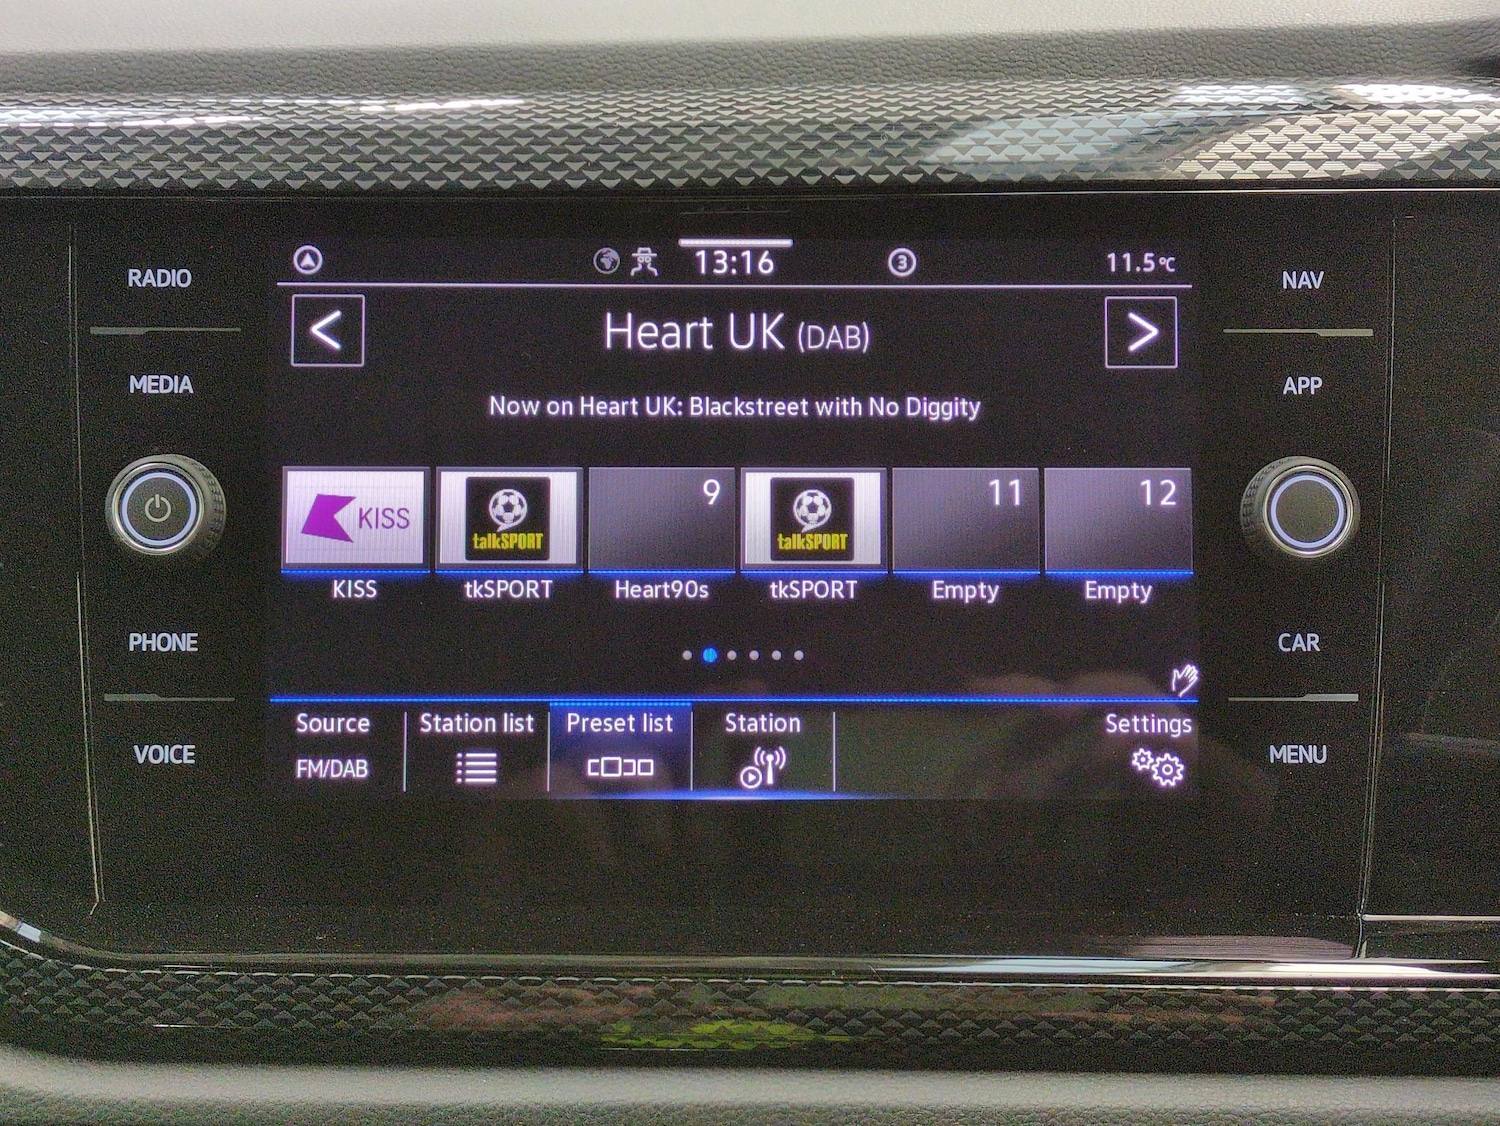 RADIO
MEDIA
PHONE
VOICE
13:16
3
11.5°C
<
Heart UK (DAB)
>
Now on Heart UK: Blackstreet with No Diggity
KISS
talkSPORT
9
talkSPORT
11
12
KISS
tkSPORT
Heart90s
tkSPORT
Empty
Empty
Source
Station list
Preset list
Station
Settings
FM/DAB
NAV
APP
CAR
MENU